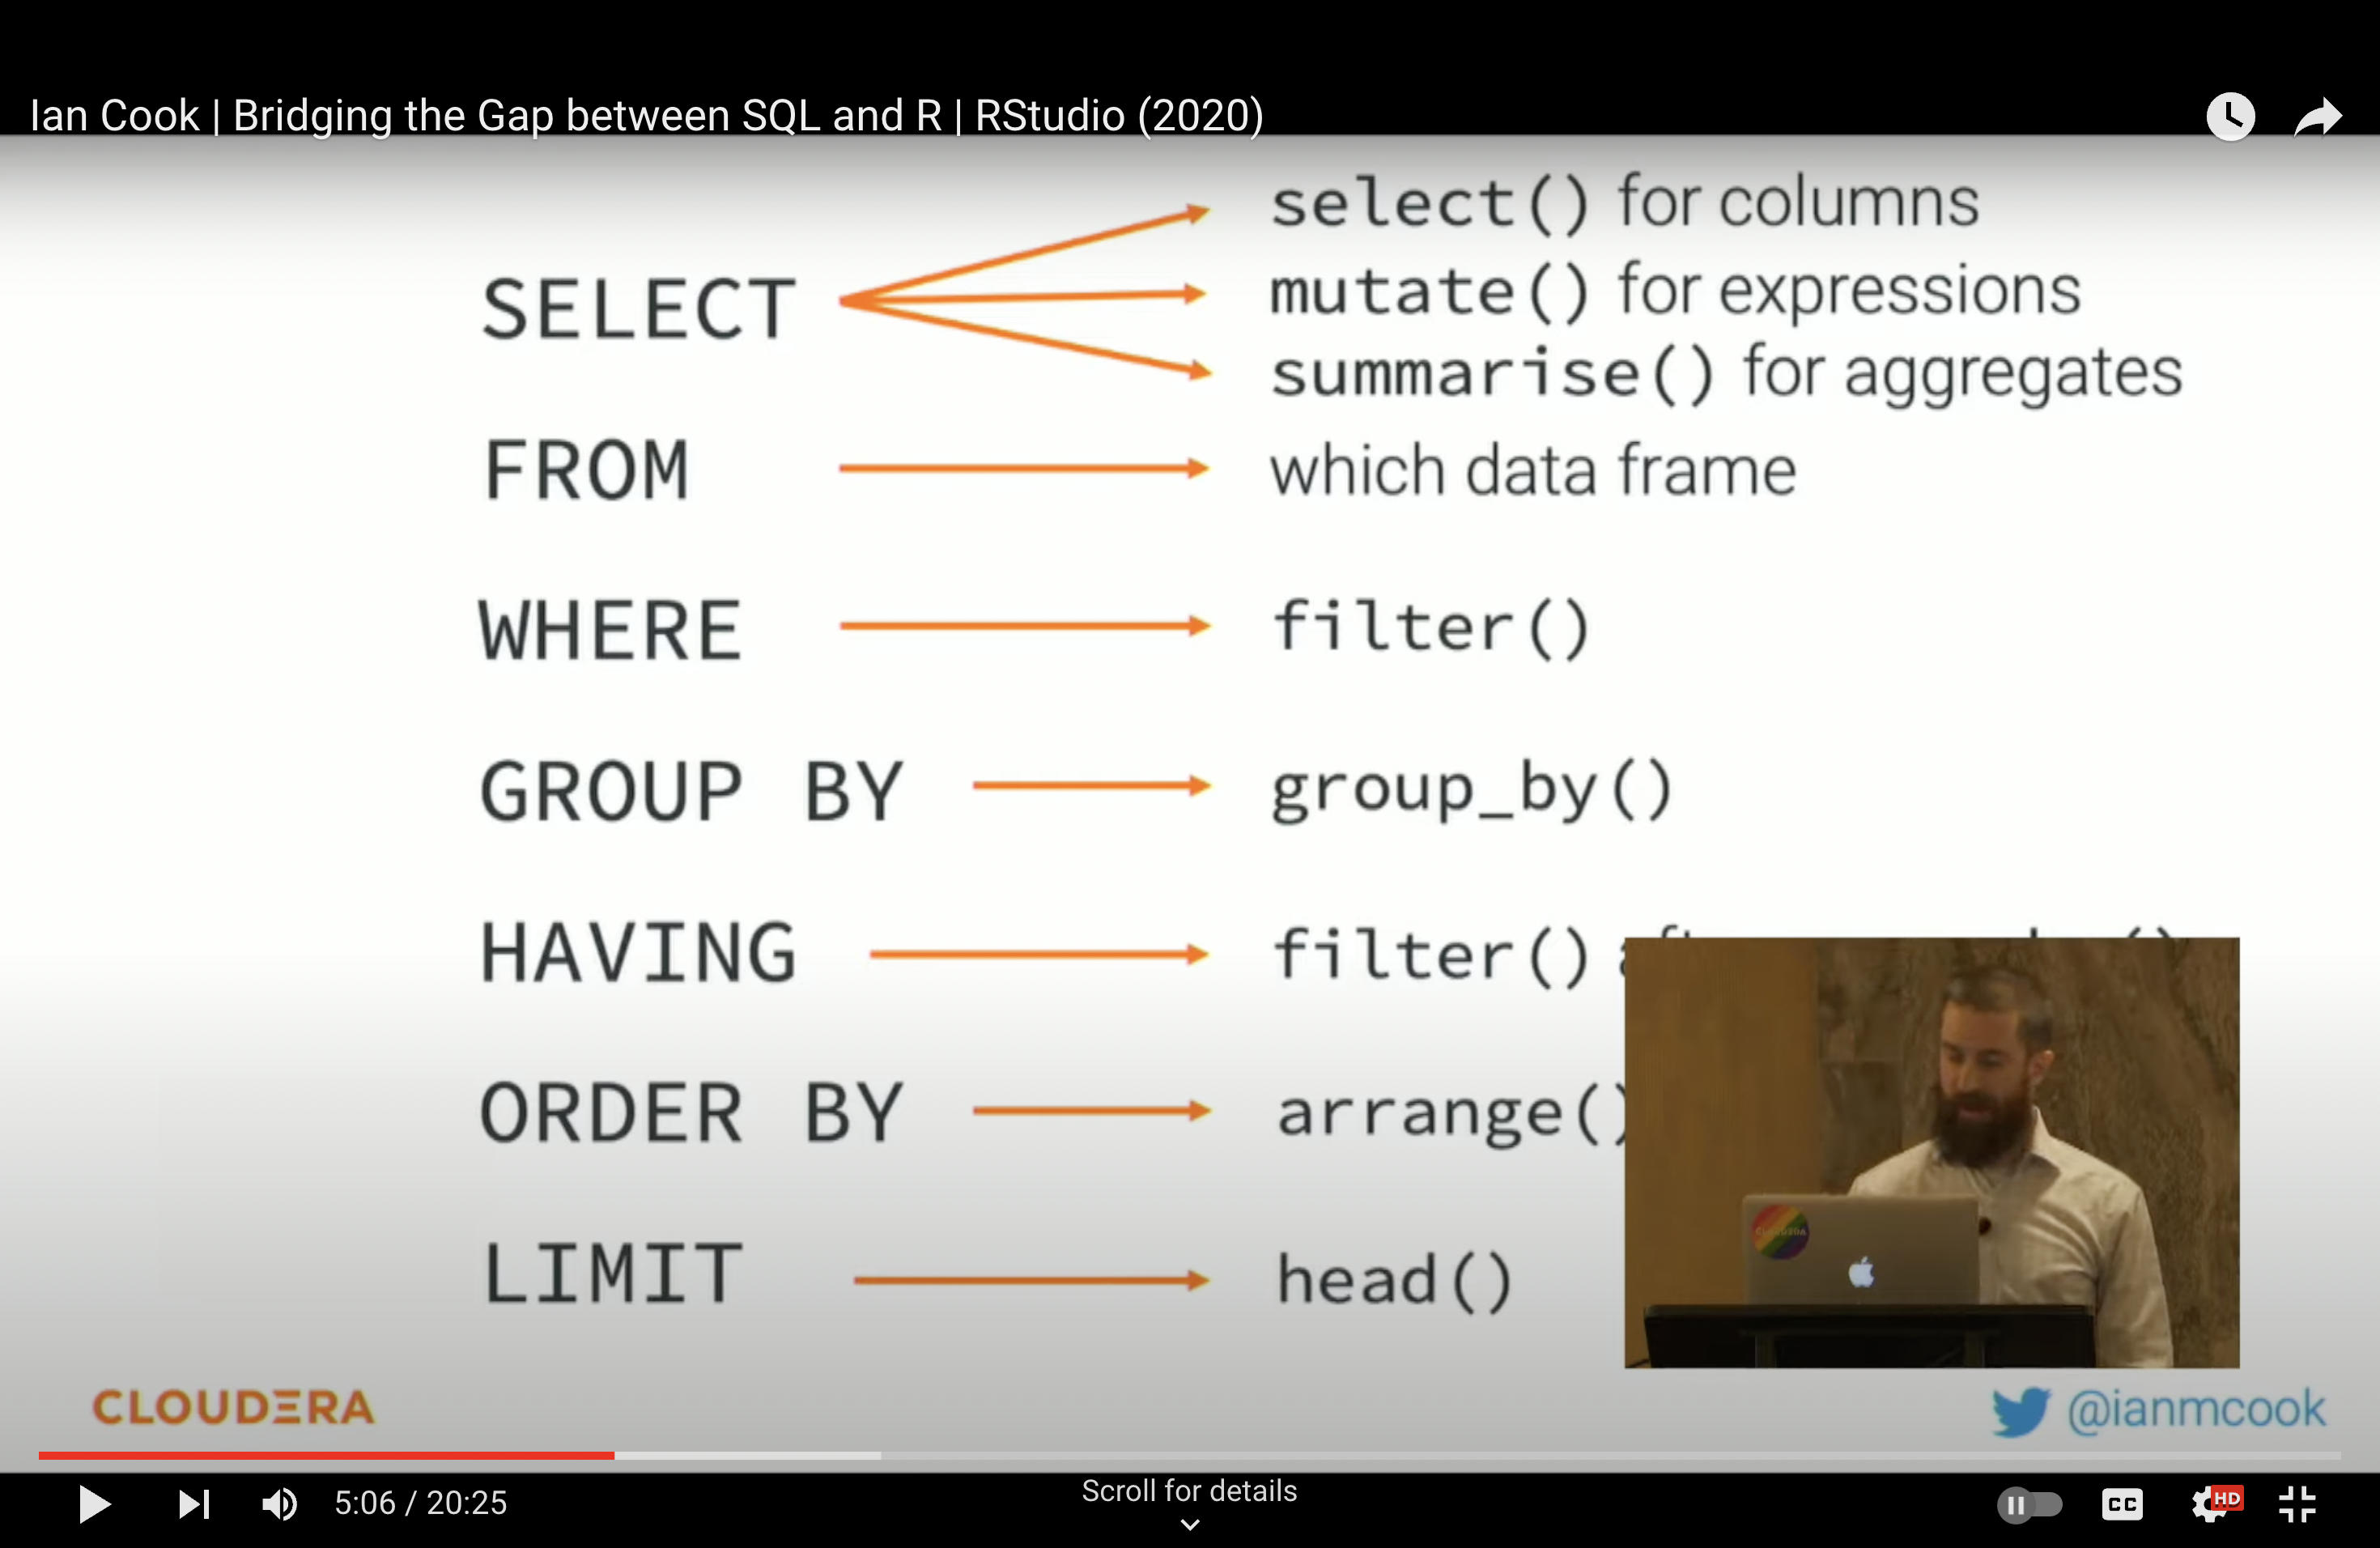 Ian Cook | Bridging the Gap between SQL and R | RStudio (2020)
select() for columns
SELECT
mutate() for expressions
summarise() for aggregates
FROM
which data frame
WHERE
filter()
GROUP BY
group_by()
HAVING
filter()
ORDER BY
arrange()
LIMIT
head()
CLOUDERA
CLOUDERA
@ianmcook
Scroll for details
5:06 / 20:25
CC
HD